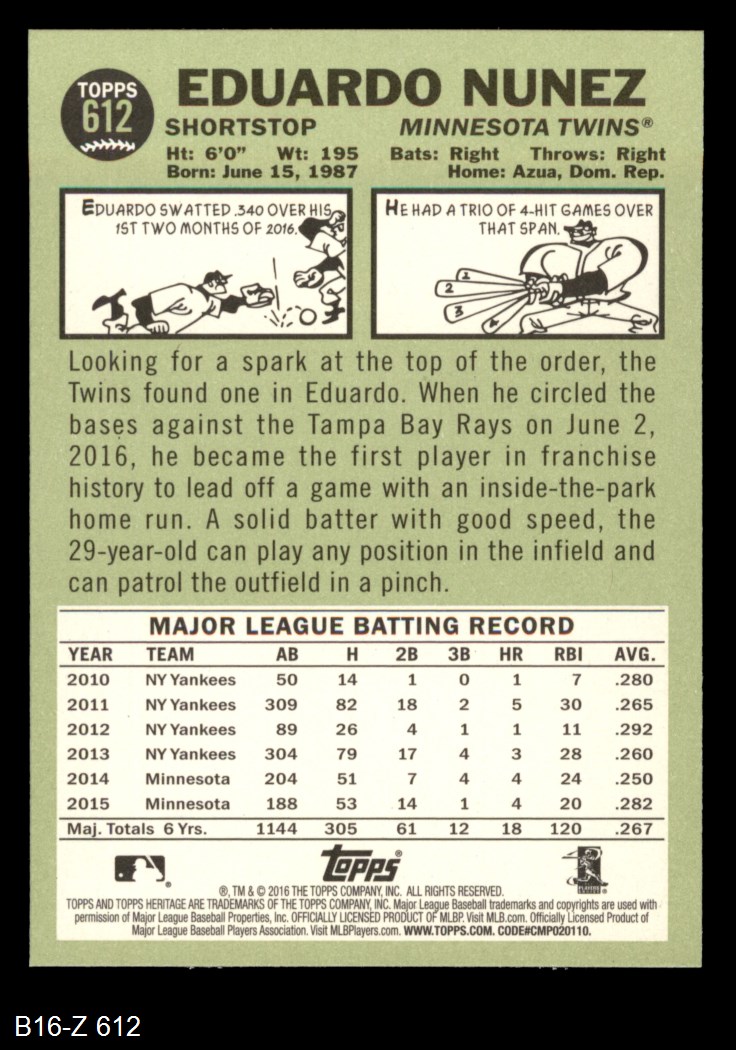 TOPPS
612
EDUARDO NUNEZ
SHORTSTOP MINNESOTA TWINS®
Ht: 6'0" Wt: 195 Bats: Right Throws: Right
Born: June 15, 1987 Home: Azua, Dom. Rep.
EDUARDO SWATTED .340 OVER HIS
1ST TWO MONTHS OF 2016.
HE HAD A TRIO OF 4-HIT GAMES OVER
THAT SPAN.
1
2
3
4
Looking for a spark at the top of the order, the
Twins found one in Eduardo. When he circled the
bases against the Tampa Bay Rays on June 2,
2016, he became the first player in franchise
history to lead off a game with an inside-the-park
home run. A solid batter with good speed, the
29-year-old can play any position in the infield and
can patrol the outfield in a pinch.
MAJOR LEAGUE BATTING RECORD
YEAR TEAM AB H 2B 3B HR RBI AVG.
2010 NY Yankees 50 14 1 0 1 7 .280
2011 NY Yankees 309 82 18 2 5 30 .265
2012 NY Yankees 89 26 4 1 1 11 .292
2013 NY Yankees 304 79 17 4 3 28 .260
2014 Minnesota 204 51 7 4 4 24 .250
2015 Minnesota 188 53 14 1 4 20 .282
Maj. Totals 6 Yrs. 1144 305 61 12 18 120 .267
Topps®
®, TM & © 2016 THE TOPPS COMPANY, INC. ALL RIGHTS RESERVED.
TOPPS AND TOPPS HERITAGE ARE TRADEMARKS OF THE TOPPS COMPANY, INC. Major League Baseball trademarks and copyrights are used with
permission of Major League Baseball Properties, Inc. OFFICIALLY LICENSED PRODUCT OF MLBP. Visit MLB.com. Officially Licensed Product of
Major League Baseball Players Association. Visit MLBPlayers.com. WWW.TOPPS.COM. CODE#CMP020110.
B16-Z 612